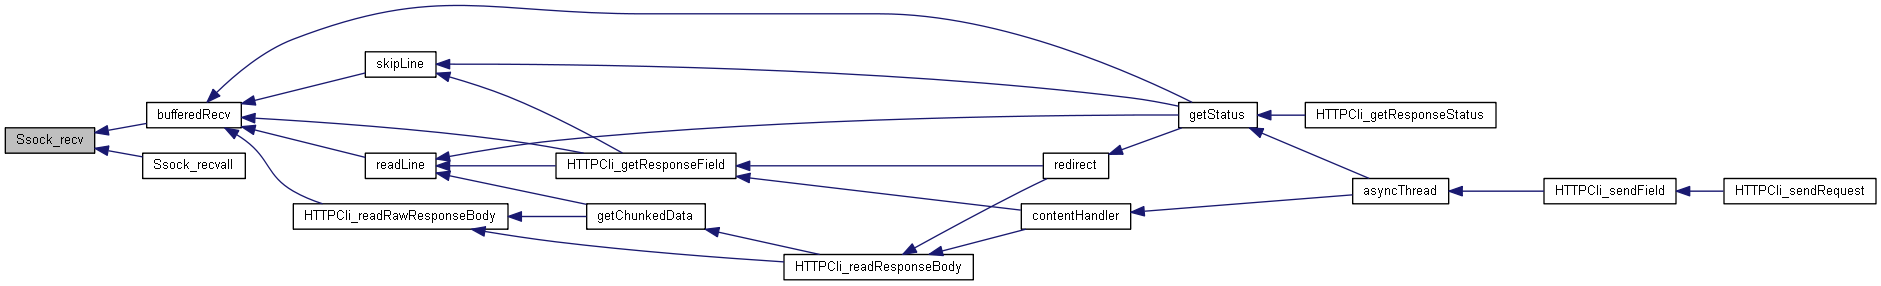 Ssock_recv
bufferedRecv
Ssock_recvall
skipLine
readLine
HTTPCli_readRawResponseBody
HTTPCli_getResponseField
getChunkedData
HTTPCli_readResponseBody
redirect
contentHandler
getStatus
HTTPCli_getResponseStatus
asyncThread
HTTPCli_sendField
HTTPCli_sendRequest